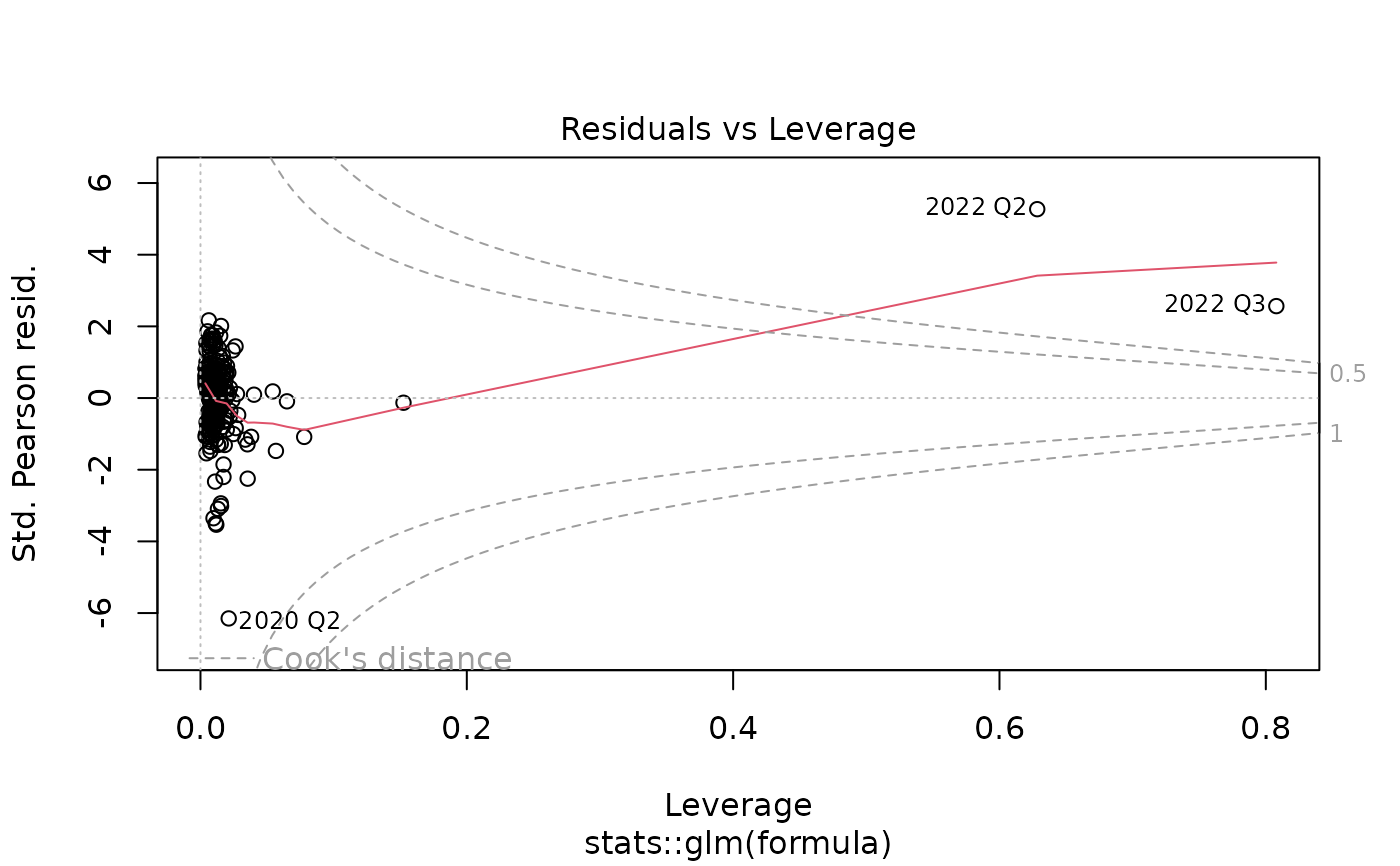 Residuals vs Leverage
Std. Pearson resid.
6
4
2
0
-2
-4
-6
2022 Q2
2022 Q3
2020 Q2
0.5
1
Cook's distance
0.0 0.2 0.4 0.6 0.8
Leverage
stats::glm(formula)